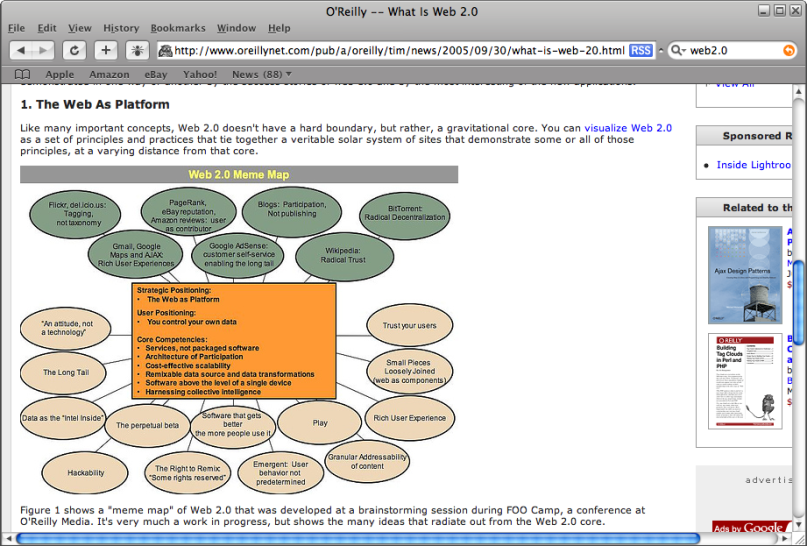 O'Reilly -- What Is Web 2.0
File Edit View History Bookmarks Window Help
http://www.oreillynet.com/pub/a/oreilly/tim/news/2005/09/30/what-is-web-20.html RSS
web2.0
Apple Amazon eBay Yahoo! News (88)
View All
1. The Web As Platform
Like many important concepts, Web 2.0 doesn't have a hard boundary, but rather, a gravitational core. You can visualize Web 2.0
as a set of principles and practices that tie together a veritable solar system of sites that demonstrate some or all of those
principles, at a varying distance from that core.
Web 2.0 Meme Map
Flickr, del.icio.us:
Tagging,
not taxonomy
PageRank,
eBay reputation,
Amazon reviews: user
as contributor
Blogs: Participation,
Not publishing
BitTorrent:
Radical Decentralization
Gmail, Google
Maps and AJAX:
Rich User Experiences
Google AdSense:
customer self-service
enabling the long tail
Wikipedia:
Radical Trust
Strategic Positioning:
• The Web as Platform
User Positioning:
• You control your own data
Core Competencies:
• Services, not packaged software
• Architecture of Participation
• Cost-effective scalability
• Remixable data source and data transformations
• Software above the level of a single device
• Harnessing collective intelligence
"An attitude, not
a technology"
The Long Tail
Data as the "Intel Inside"
The perpetual beta
Software that gets
better
the more people use it
Play
Trust your users
Small Pieces
Loosely Joined
(web as components)
Rich User Experience
Granular Addressability
of content
Hackability
The Right to Remix:
"Some rights reserved"
Emergent: User
behavior not
predetermined
Figure 1 shows a "meme map" of Web 2.0 that was developed at a brainstorming session during FOO Camp, a conference at
O'Reilly Media. It's very much a work in progress, but shows the many ideas that radiate out from the Web 2.0 core.
Sponsored R
• Inside Lightroo
Related to th
Ajax Design Patterns
O'REILLY
Building
Tag Clouds
in Perl and
PHP
advertis
Ads by Google